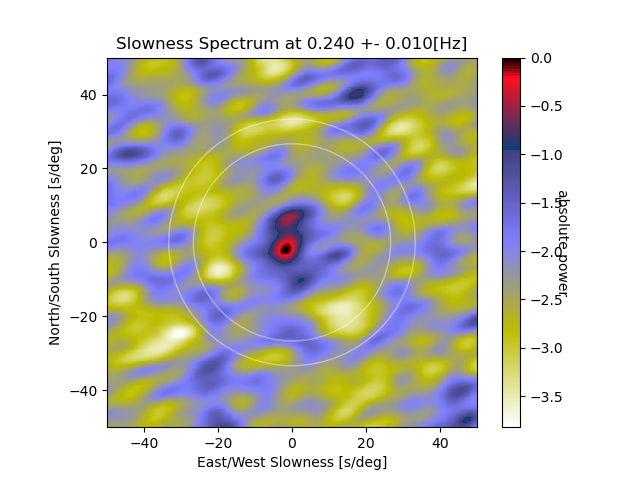 Slowness Spectrum at 0.240 +- 0.010[Hz]
North/South Slowness [s/deg]
40
20
0
−20
−40
−40 −20 0 20 40
East/West Slowness [s/deg]
0.0
−0.5
−1.0
−1.5
−2.0
−2.5
−3.0
−3.5
absolute power